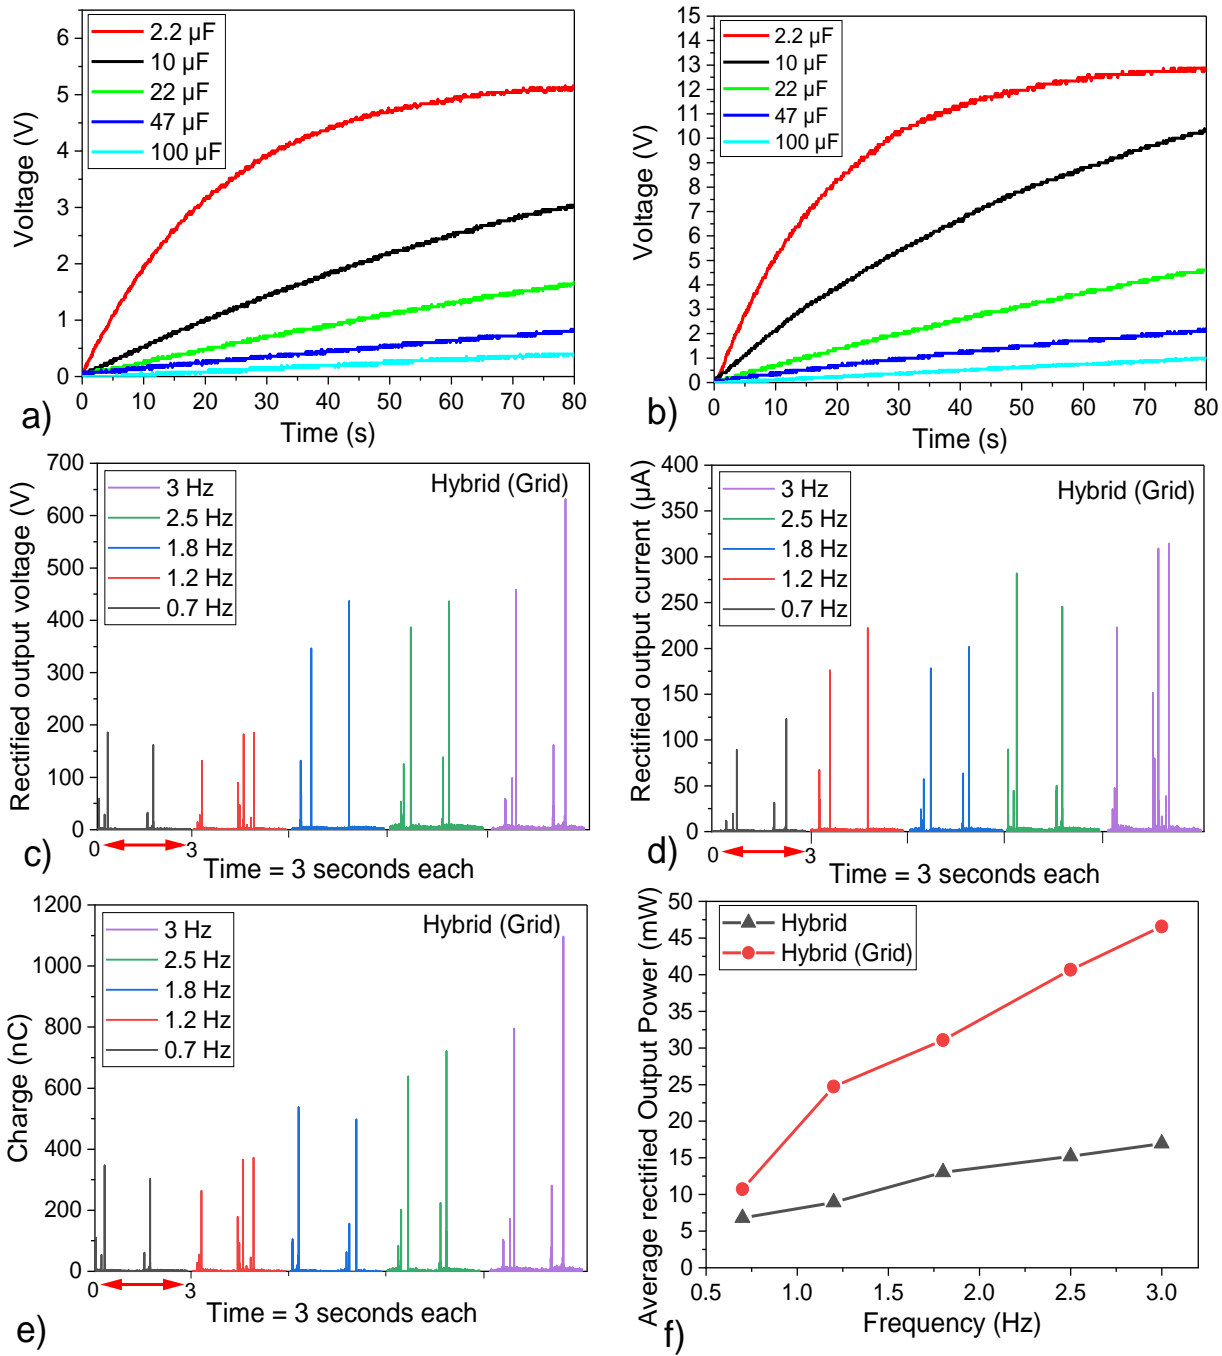 6
5
4
3
2
1
0
Voltage (V)
2.2 μF
10 μF
22 μF
47 μF
100 μF
0 10 20 30 40 50 60 70 80
Time (s)
a)
15
14
13
12
11
10
9
8
7
6
5
4
3
2
1
0
Voltage (V)
2.2 μF
10 μF
22 μF
47 μF
100 μF
0 10 20 30 40 50 60 70 80
Time (s)
b)
700
600
500
400
300
200
100
0
Rectified output voltage (V)
3 Hz
2.5 Hz
1.8 Hz
1.2 Hz
0.7 Hz
Hybrid (Grid)
0 3
Time = 3 seconds each
c)
400
350
300
250
200
150
100
50
0
Rectified output current (μA)
3 Hz
2.5 Hz
1.8 Hz
1.2 Hz
0.7 Hz
Hybrid (Grid)
0 3
Time = 3 seconds each
d)
1200
1000
800
600
400
200
0
Charge (nC)
3 Hz
2.5 Hz
1.8 Hz
1.2 Hz
0.7 Hz
Hybrid (Grid)
0 3
Time = 3 seconds each
e)
50
45
40
35
30
25
20
15
10
5
0
Average rectified Output Power (mW)
Hybrid
Hybrid (Grid)
0.5 1.0 1.5 2.0 2.5 3.0
Frequency (Hz)
f)